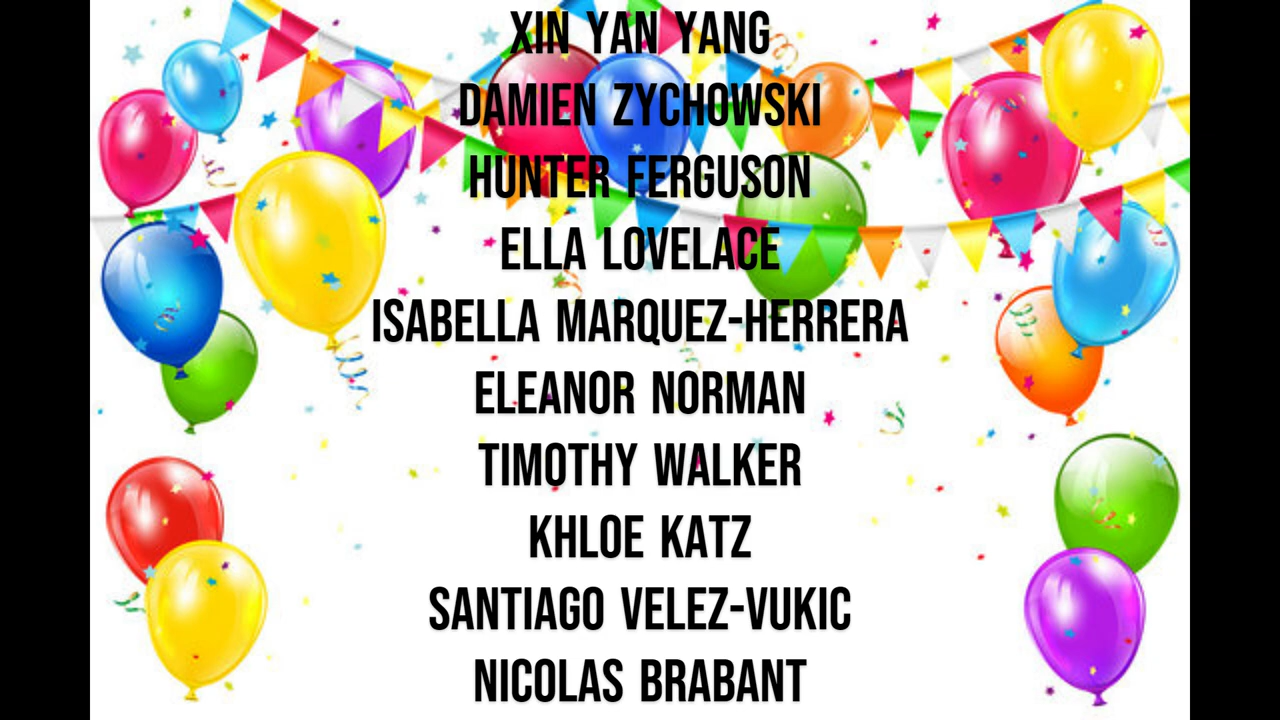 XIN YAN YANG
DAMIEN ZYCHOWSKI
HUNTER FERGUSON
ELLA LOVELACE
ISABELLA MARQUEZ-HERRERA
ELEANOR NORMAN
TIMOTHY WALKER
KHLOE KATZ
SANTIAGO VELEZ-VUKIC
NICOLAS BRABANT